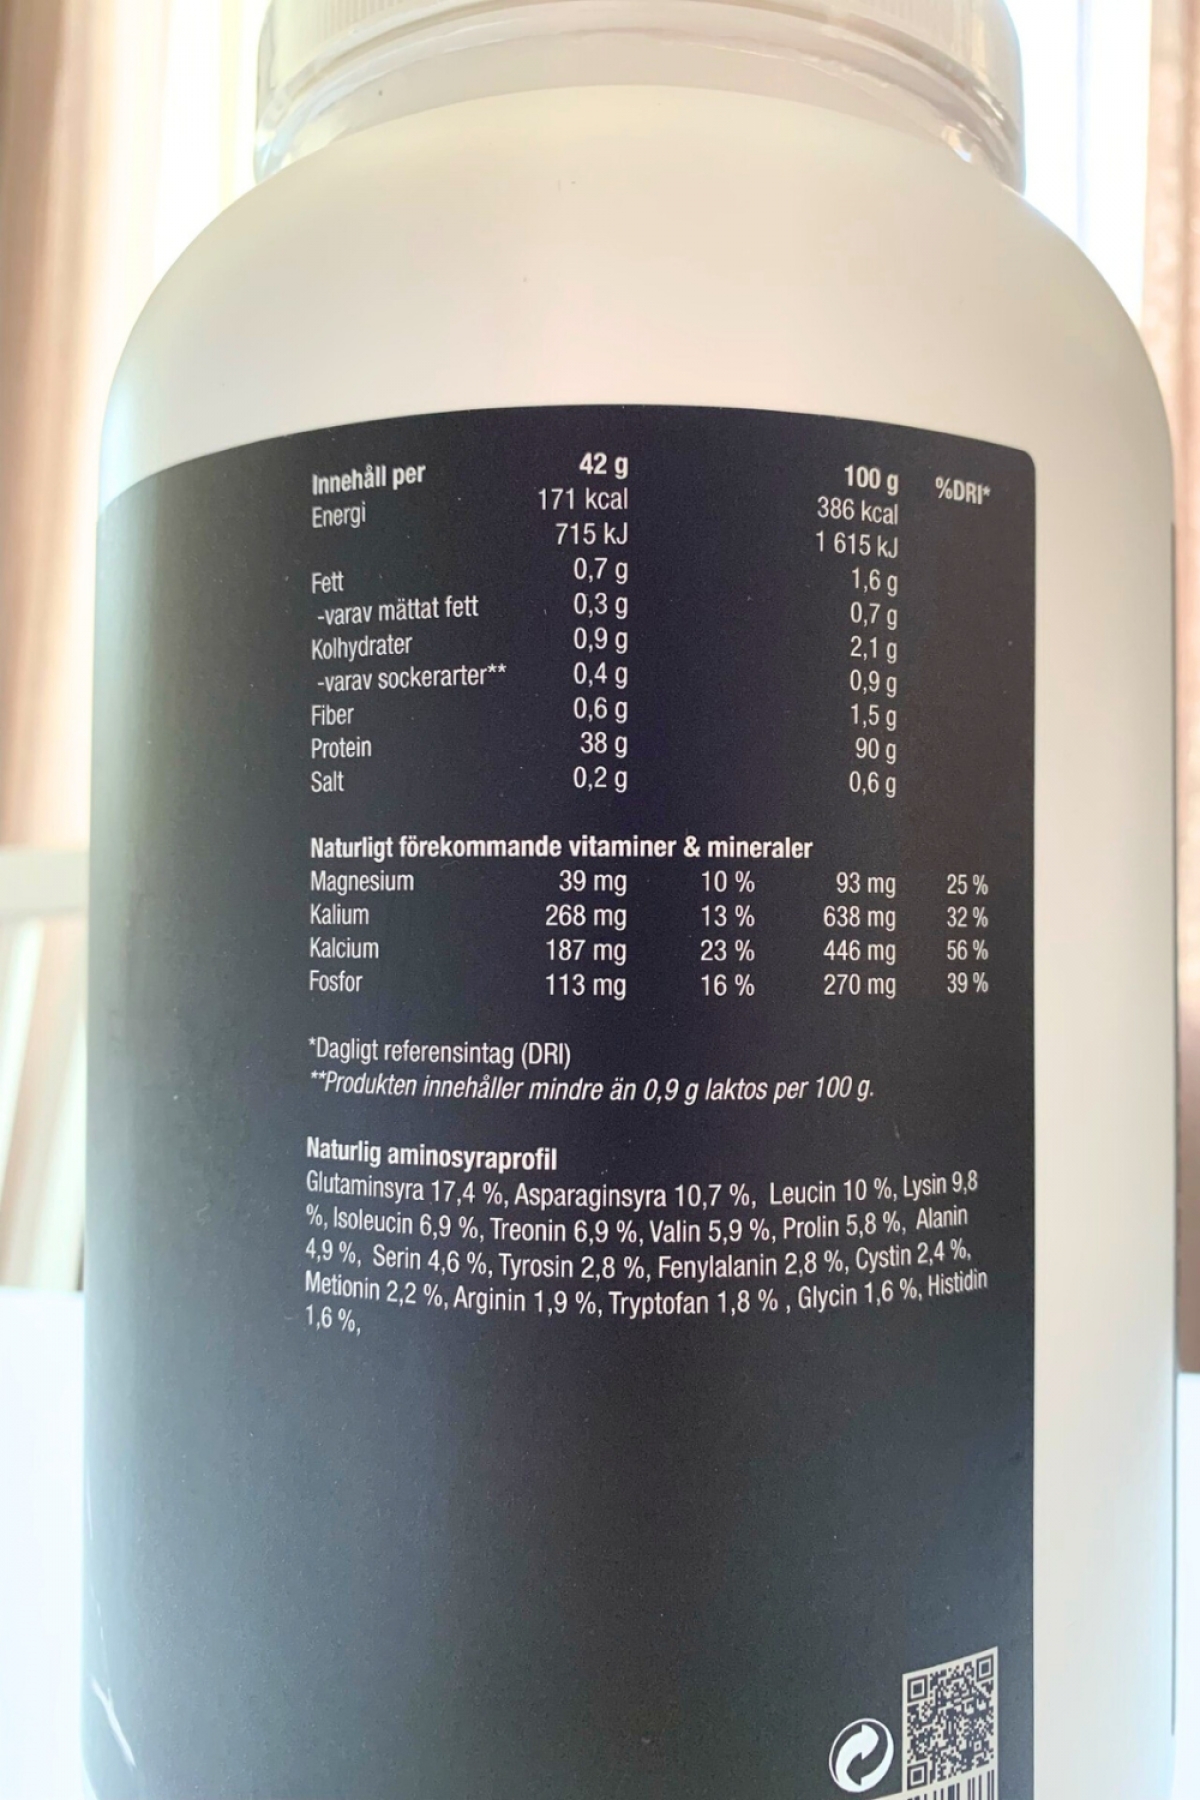 Innehåll per 42 g 100 g %DRI*
Energi 171 kcal 386 kcal
715 kJ 1 615 kJ
Fett 0,7 g 1,6 g
-varav mättat fett 0,3 g 0,7 g
Kolhydrater 0,9 g 2,1 g
-varav sockerarter** 0,4 g 0,9 g
Fiber 0,6 g 1,5 g
Protein 38 g 90 g
Salt 0,2 g 0,6 g
Naturligt förekommande vitaminer & mineraler
Magnesium 39 mg 10 % 93 mg 25 %
Kalium 268 mg 13 % 638 mg 32 %
Kalcium 187 mg 23 % 446 mg 56 %
Fosfor 113 mg 16 % 270 mg 39 %
*Dagligt referensintag (DRI)
**Produkten innehåller mindre än 0,9 g laktos per 100 g.
Naturlig aminosyraprofil
Glutaminsyra 17,4 %, Asparaginsyra 10,7 %, Leucin 10 %, Lysin 9,8
%, Isoleucin 6,9 %, Treonin 6,9 %, Valin 5,9 %, Prolin 5,8 %, Alanin
4,9 %, Serin 4,6 %, Tyrosin 2,8 %, Fenylalanin 2,8 %, Cystin 2,4 %,
Metionin 2,2 %, Arginin 1,9 %, Tryptofan 1,8 % , Glycin 1,6 %, Histidin
1,6 %,